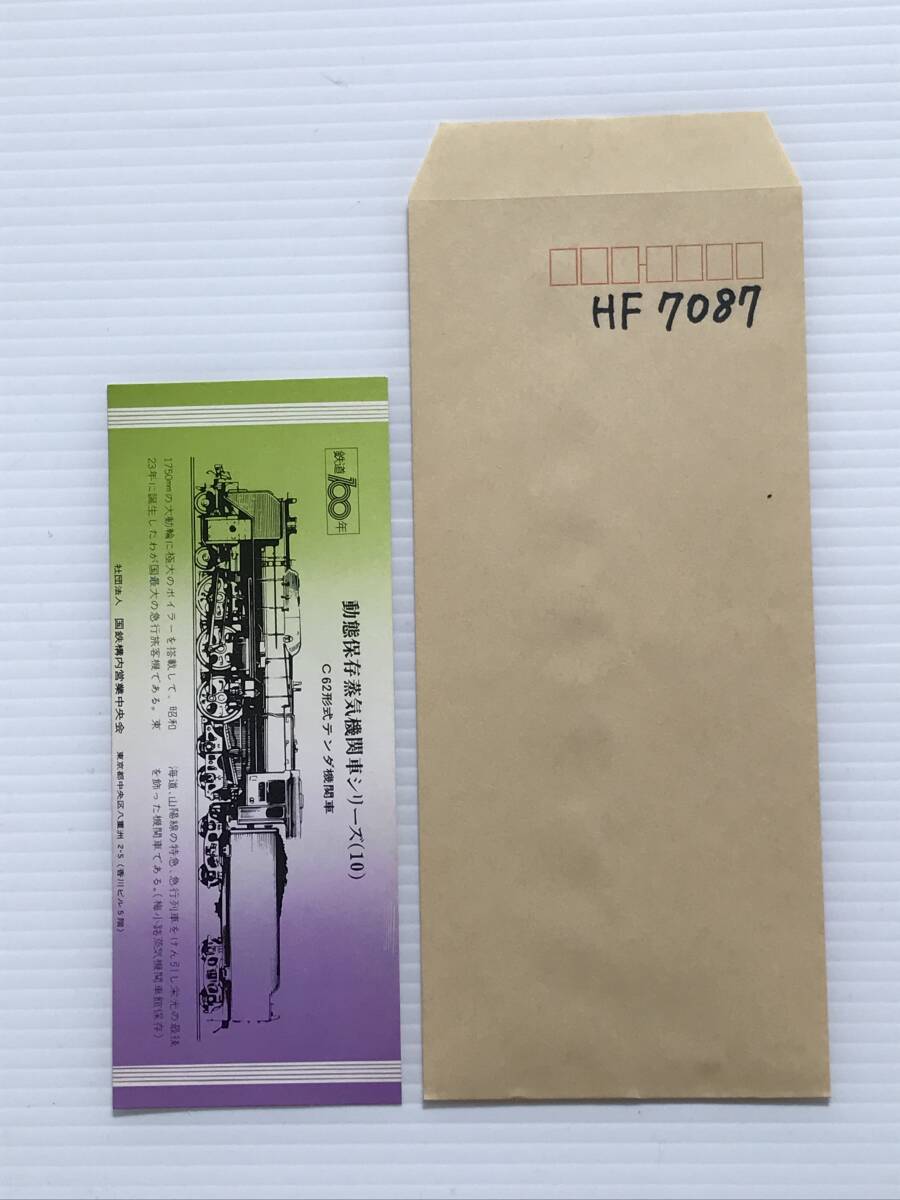 HF 7087
鉄道100年
動態保存蒸気機関車シリーズ(10)
C62形式テンダ機関車
1750mmの大動輪に極大のボイラーを搭載して、昭和
23年に誕生したわが国最大の急行旅客機である。東
海道、山陽線の特急、急行列車をけん引し栄光の最後
を飾った機関車である。(梅小路蒸気機関車館保存)
社団法人 国鉄構内営業中央会 東京都中央区八重洲2-5(香川ビル5階)